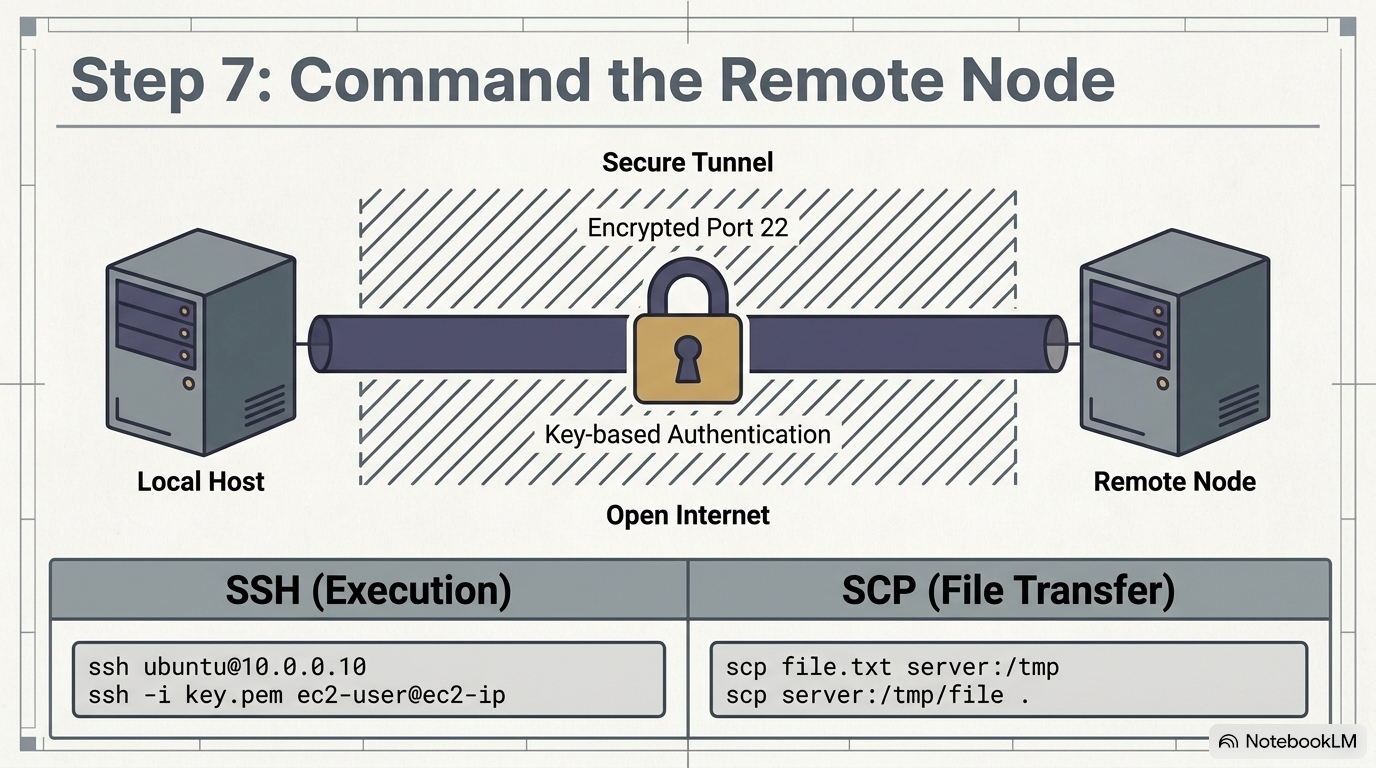 Step 7: Command the Remote Node
Secure Tunnel
Encrypted Port 22
Key-based Authentication
Local Host
Remote Node
Open Internet
SSH (Execution)
SCP (File Transfer)
ssh ubuntu@10.0.0.10
ssh -i key.pem ec2-user@ec2-ip
scp file.txt server:/tmp
scp server:/tmp/file .
NotebookLM